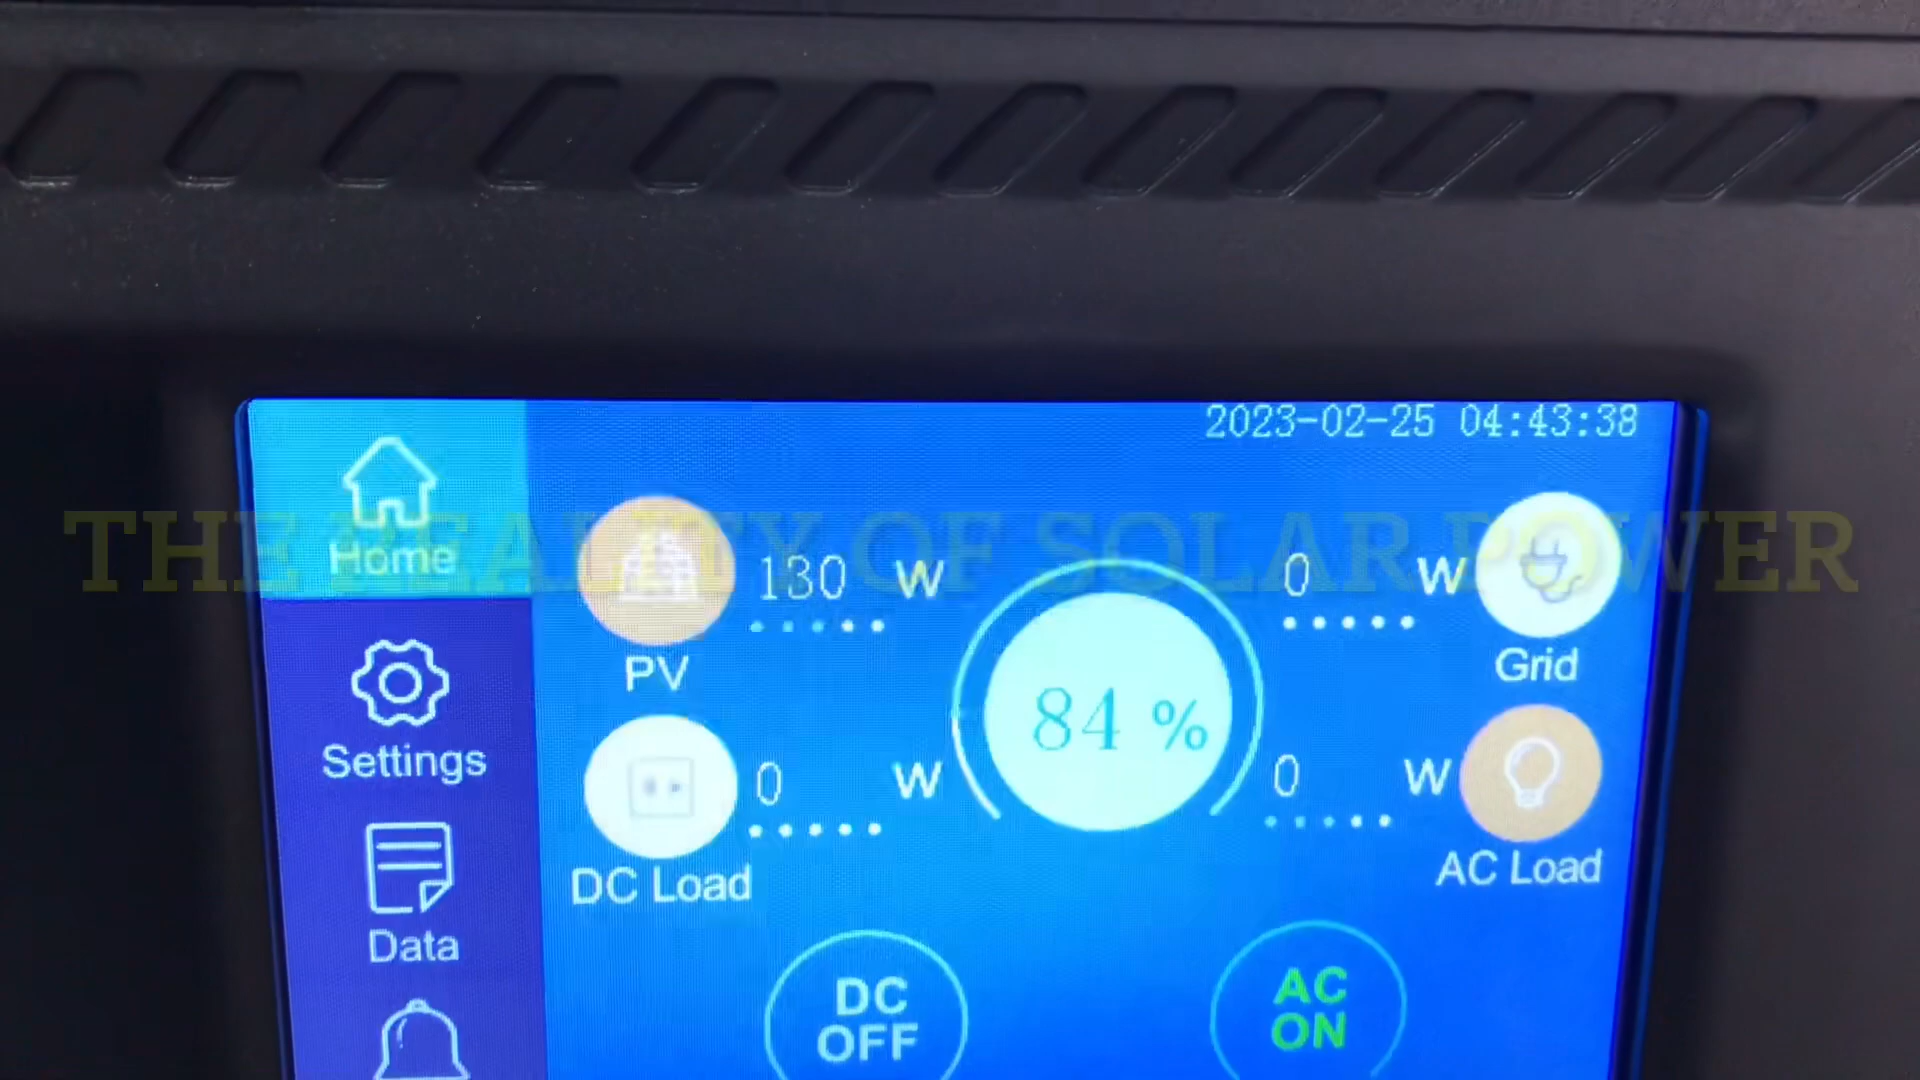 2023-02-25 04:43:38
THE REALITY OF SOLAR POWER
Home
130 W
0 W
PV
Grid
84 %
Settings
0 W
0 W
DC Load
AC Load
Data
DC
OFF
AC
ON